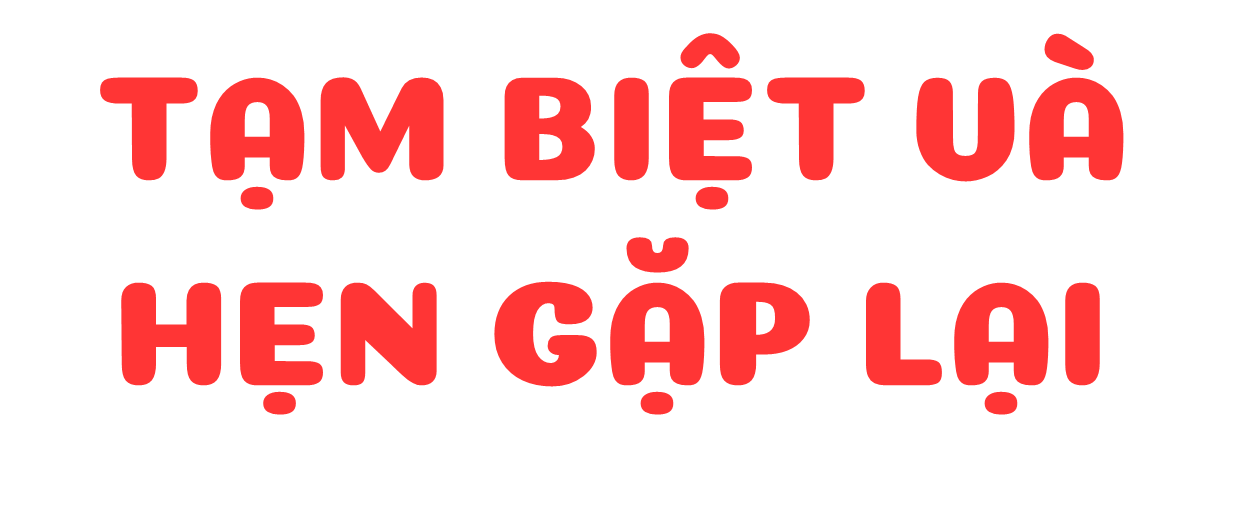 TẠM BIỆT UÀ
HẸN GẶP LẠI